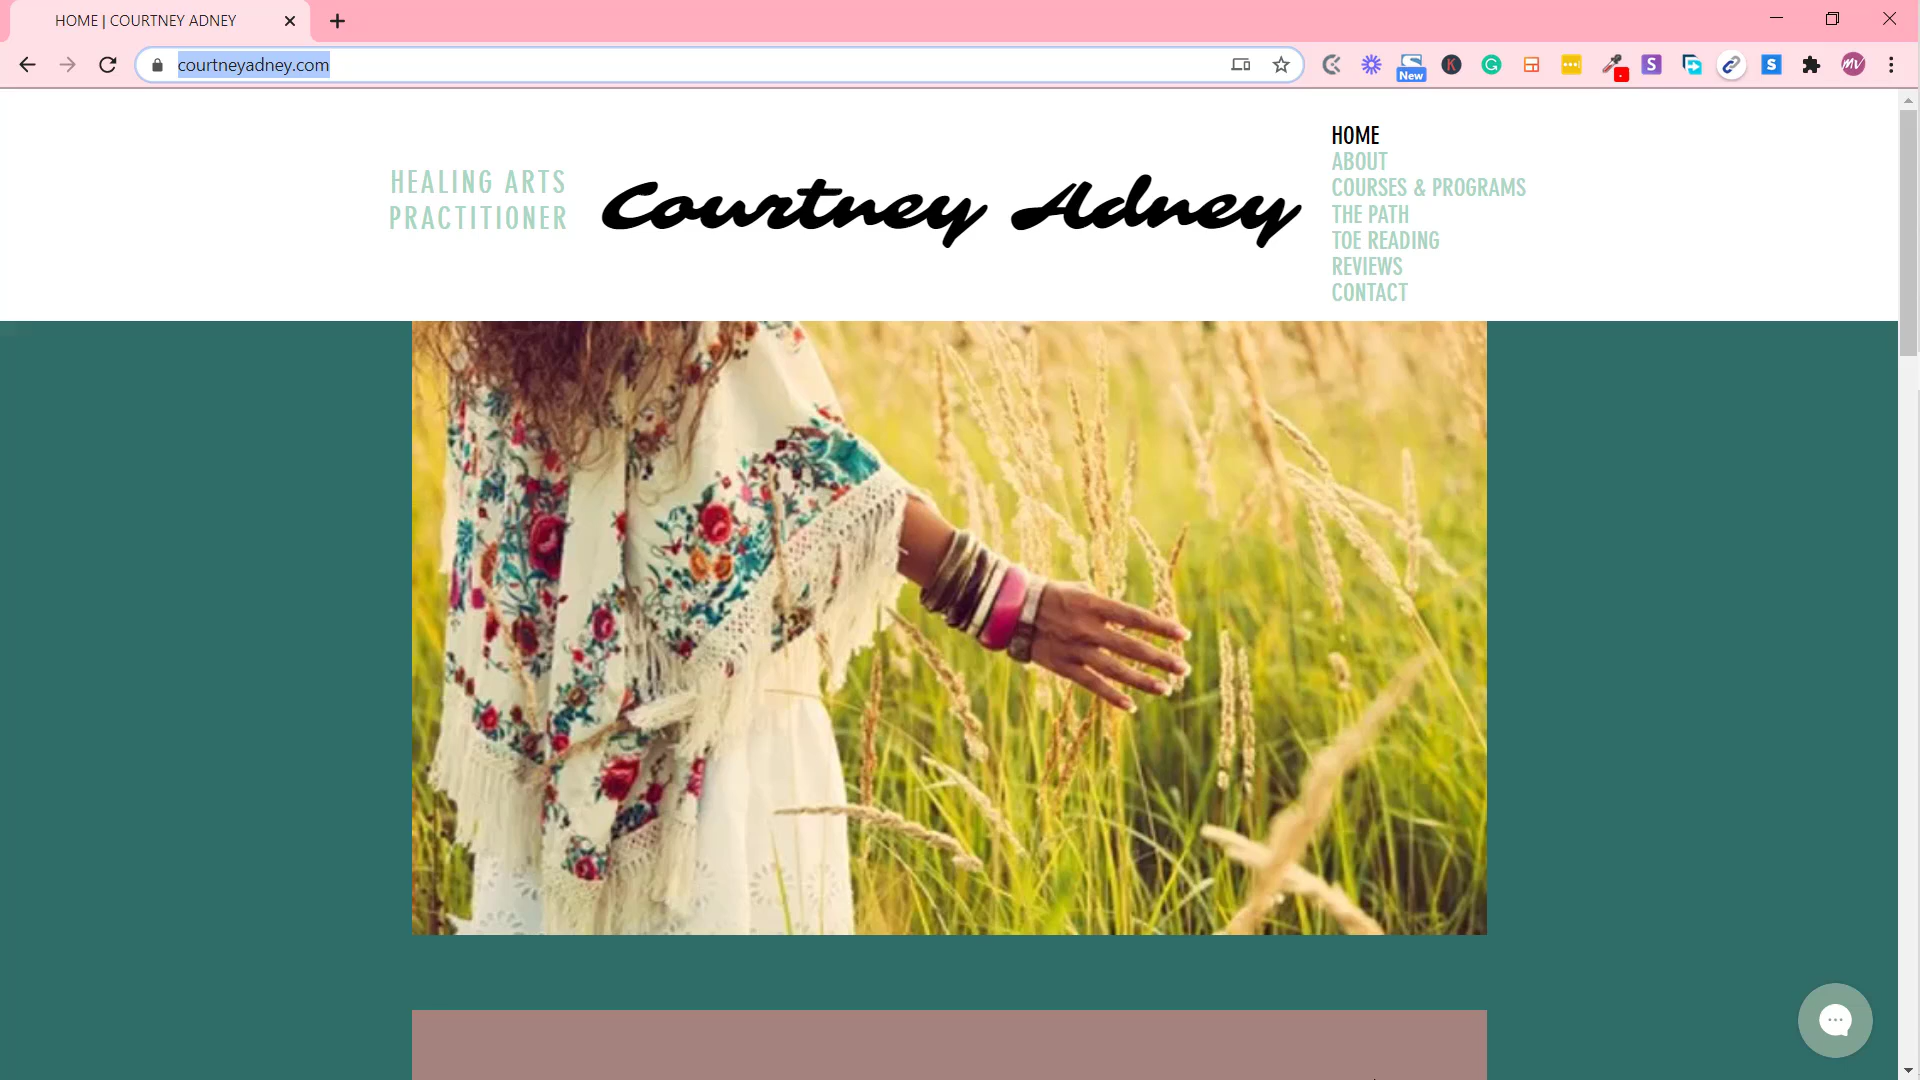 HOME | COURTNEY ADNEY
courtneyadney.com
New
HEALING ARTS
PRACTITIONER
Courtney Adney
HOME
ABOUT
COURSES & PROGRAMS
THE PATH
TOE READING
REVIEWS
CONTACT